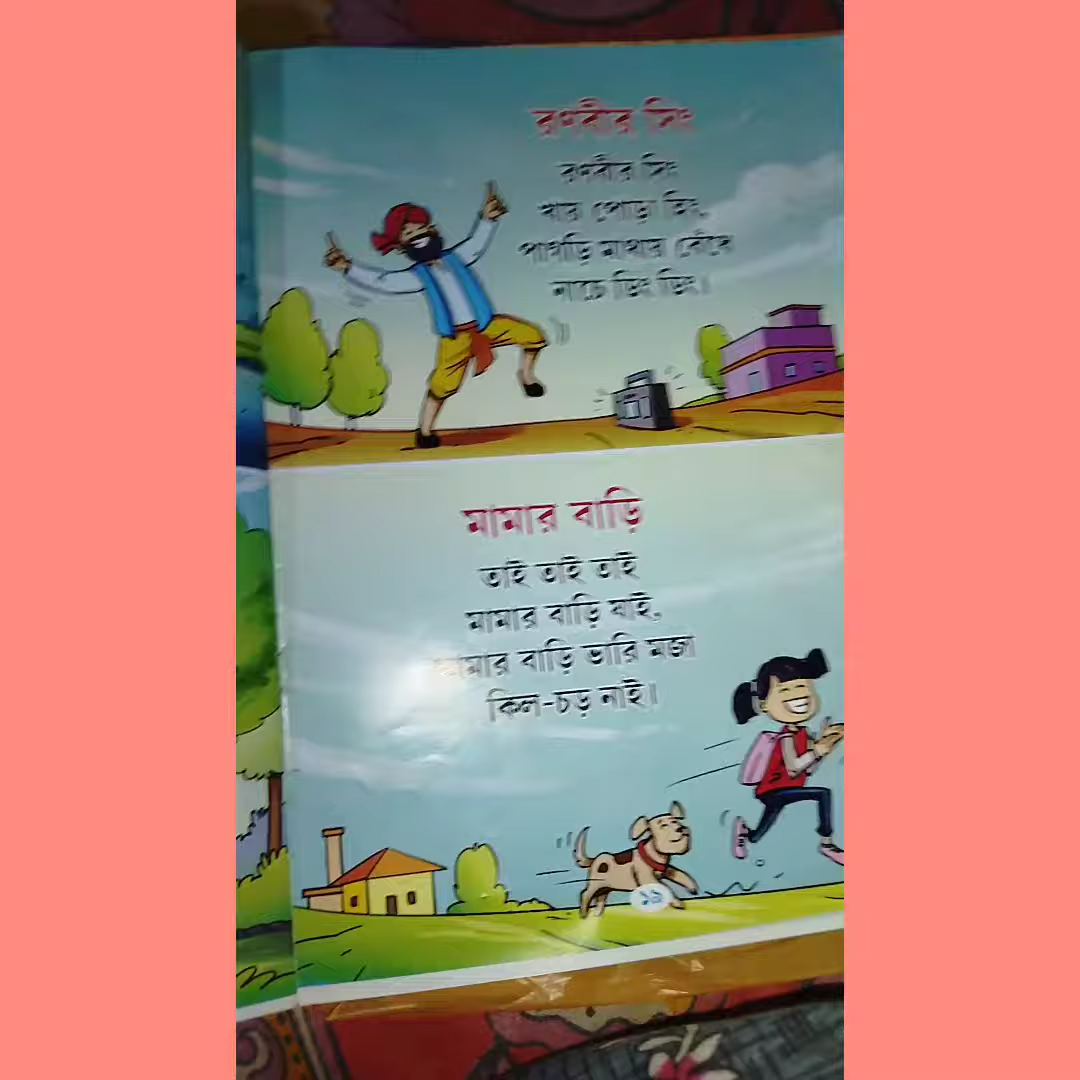 রণবীর সিং
রণবীর সিং
খায় পোড়া
পাগড়ি মাথায় বেঁধে
নাচে ডিং ডিং।
মামার বাড়ি
তাই তাই তাই
মামার বাড়ি যাই,
মামার বাড়ি ভারি মজা
কিল-চড় নাই।